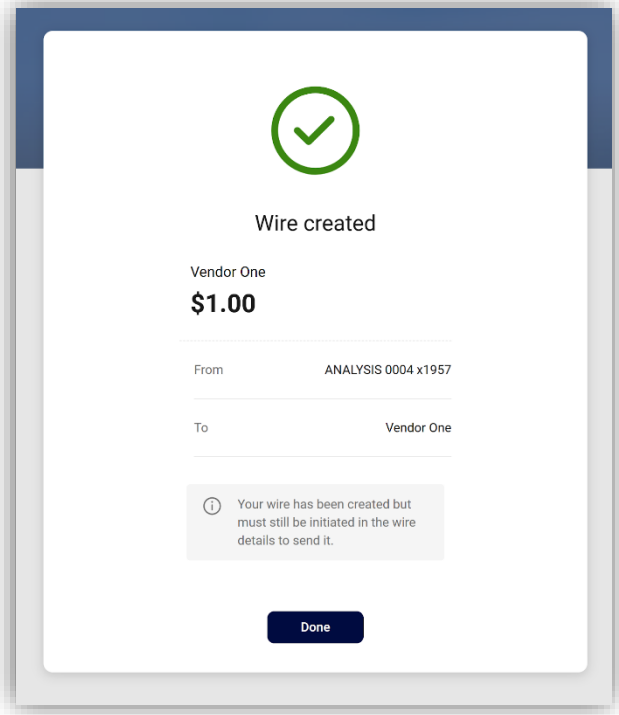 Wire created
Vendor One
$1.00
From ANALYSIS 0004 x1957
To Vendor One
Your wire has been created but
must still be initiated in the wire
details to send it.
Done